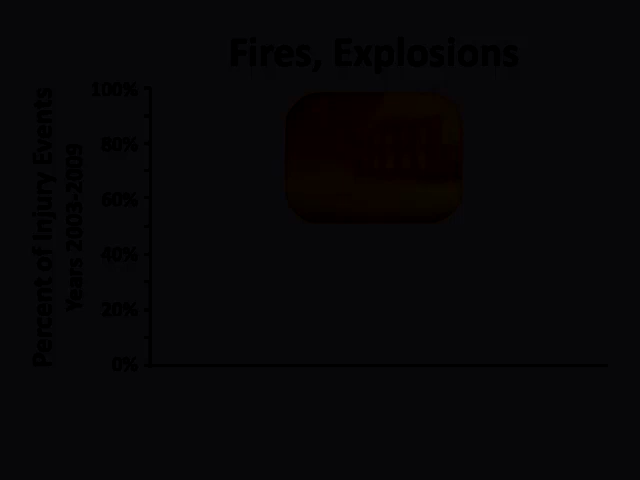 Fires, Explosions
Percent of Injury Events
Years 2003-2009
100%
80%
60%
40%
20%
0%